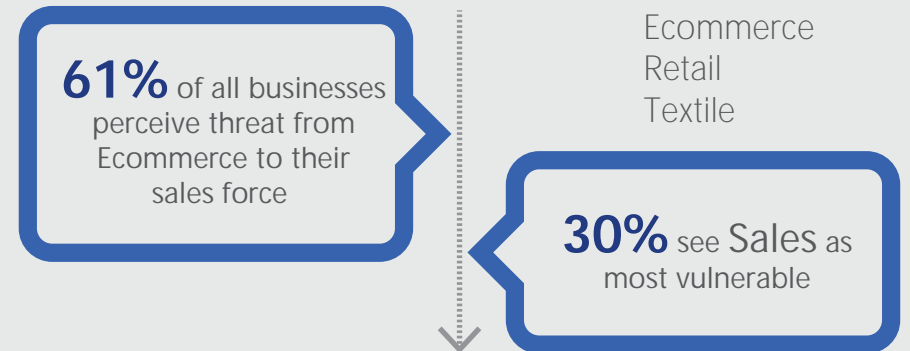 61% of all businesses
perceive threat from
Ecommerce to their
sales force
Ecommerce
Retail
Textile
30% see Sales as
most vulnerable